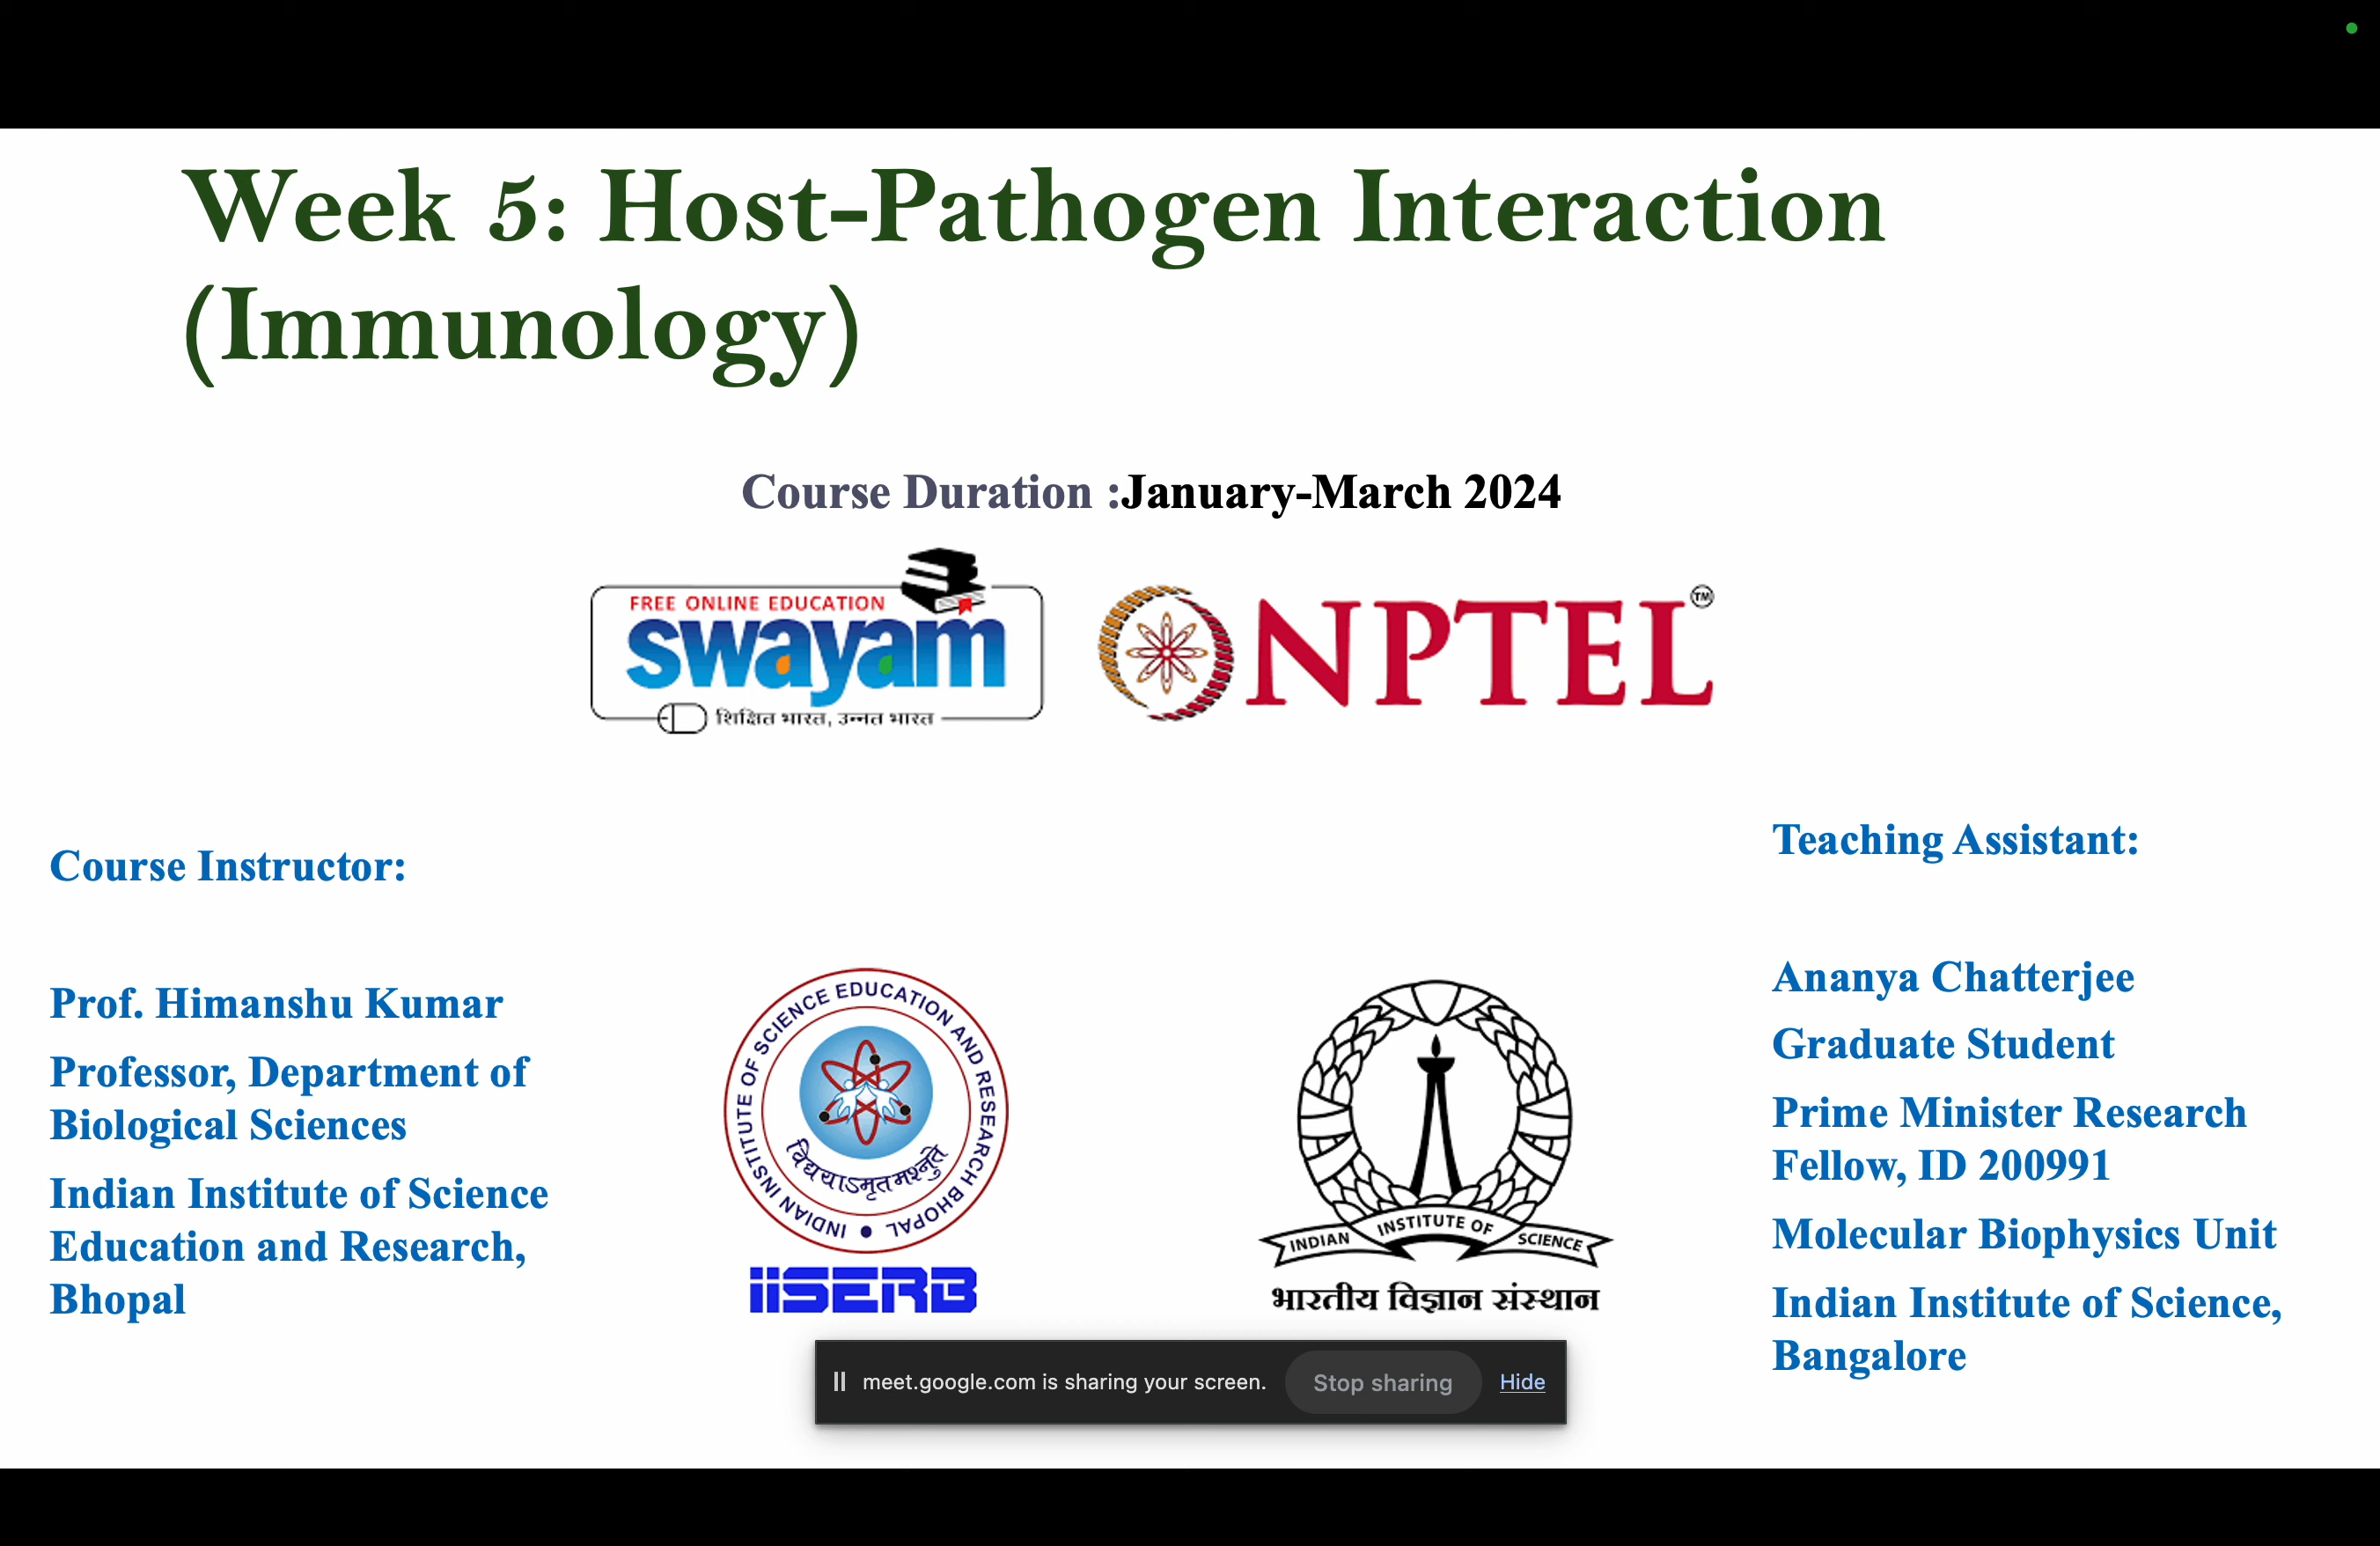 Week 5: Host-Pathogen Interaction
(Immunology)
Course Duration :January-March 2024
FREE ONLINE EDUCATION
swayam
शिक्षित भारत, उन्नत भारत
NPTEL
TM
Course Instructor:
Prof. Himanshu Kumar
Professor, Department of
Biological Sciences
Indian Institute of Science
Education and Research,
Bhopal
INDIAN INSTITUTE OF SCIENCE EDUCATION AND RESEARCH BHOPAL
विद्ययाऽमृतमश्नुते
iiSERB
INDIAN INSTITUTE OF SCIENCE
भारतीय विज्ञान संस्थान
Teaching Assistant:
Ananya Chatterjee
Graduate Student
Prime Minister Research
Fellow, ID 200991
Molecular Biophysics Unit
Indian Institute of Science,
Bangalore
meet.google.com is sharing your screen. Stop sharing Hide